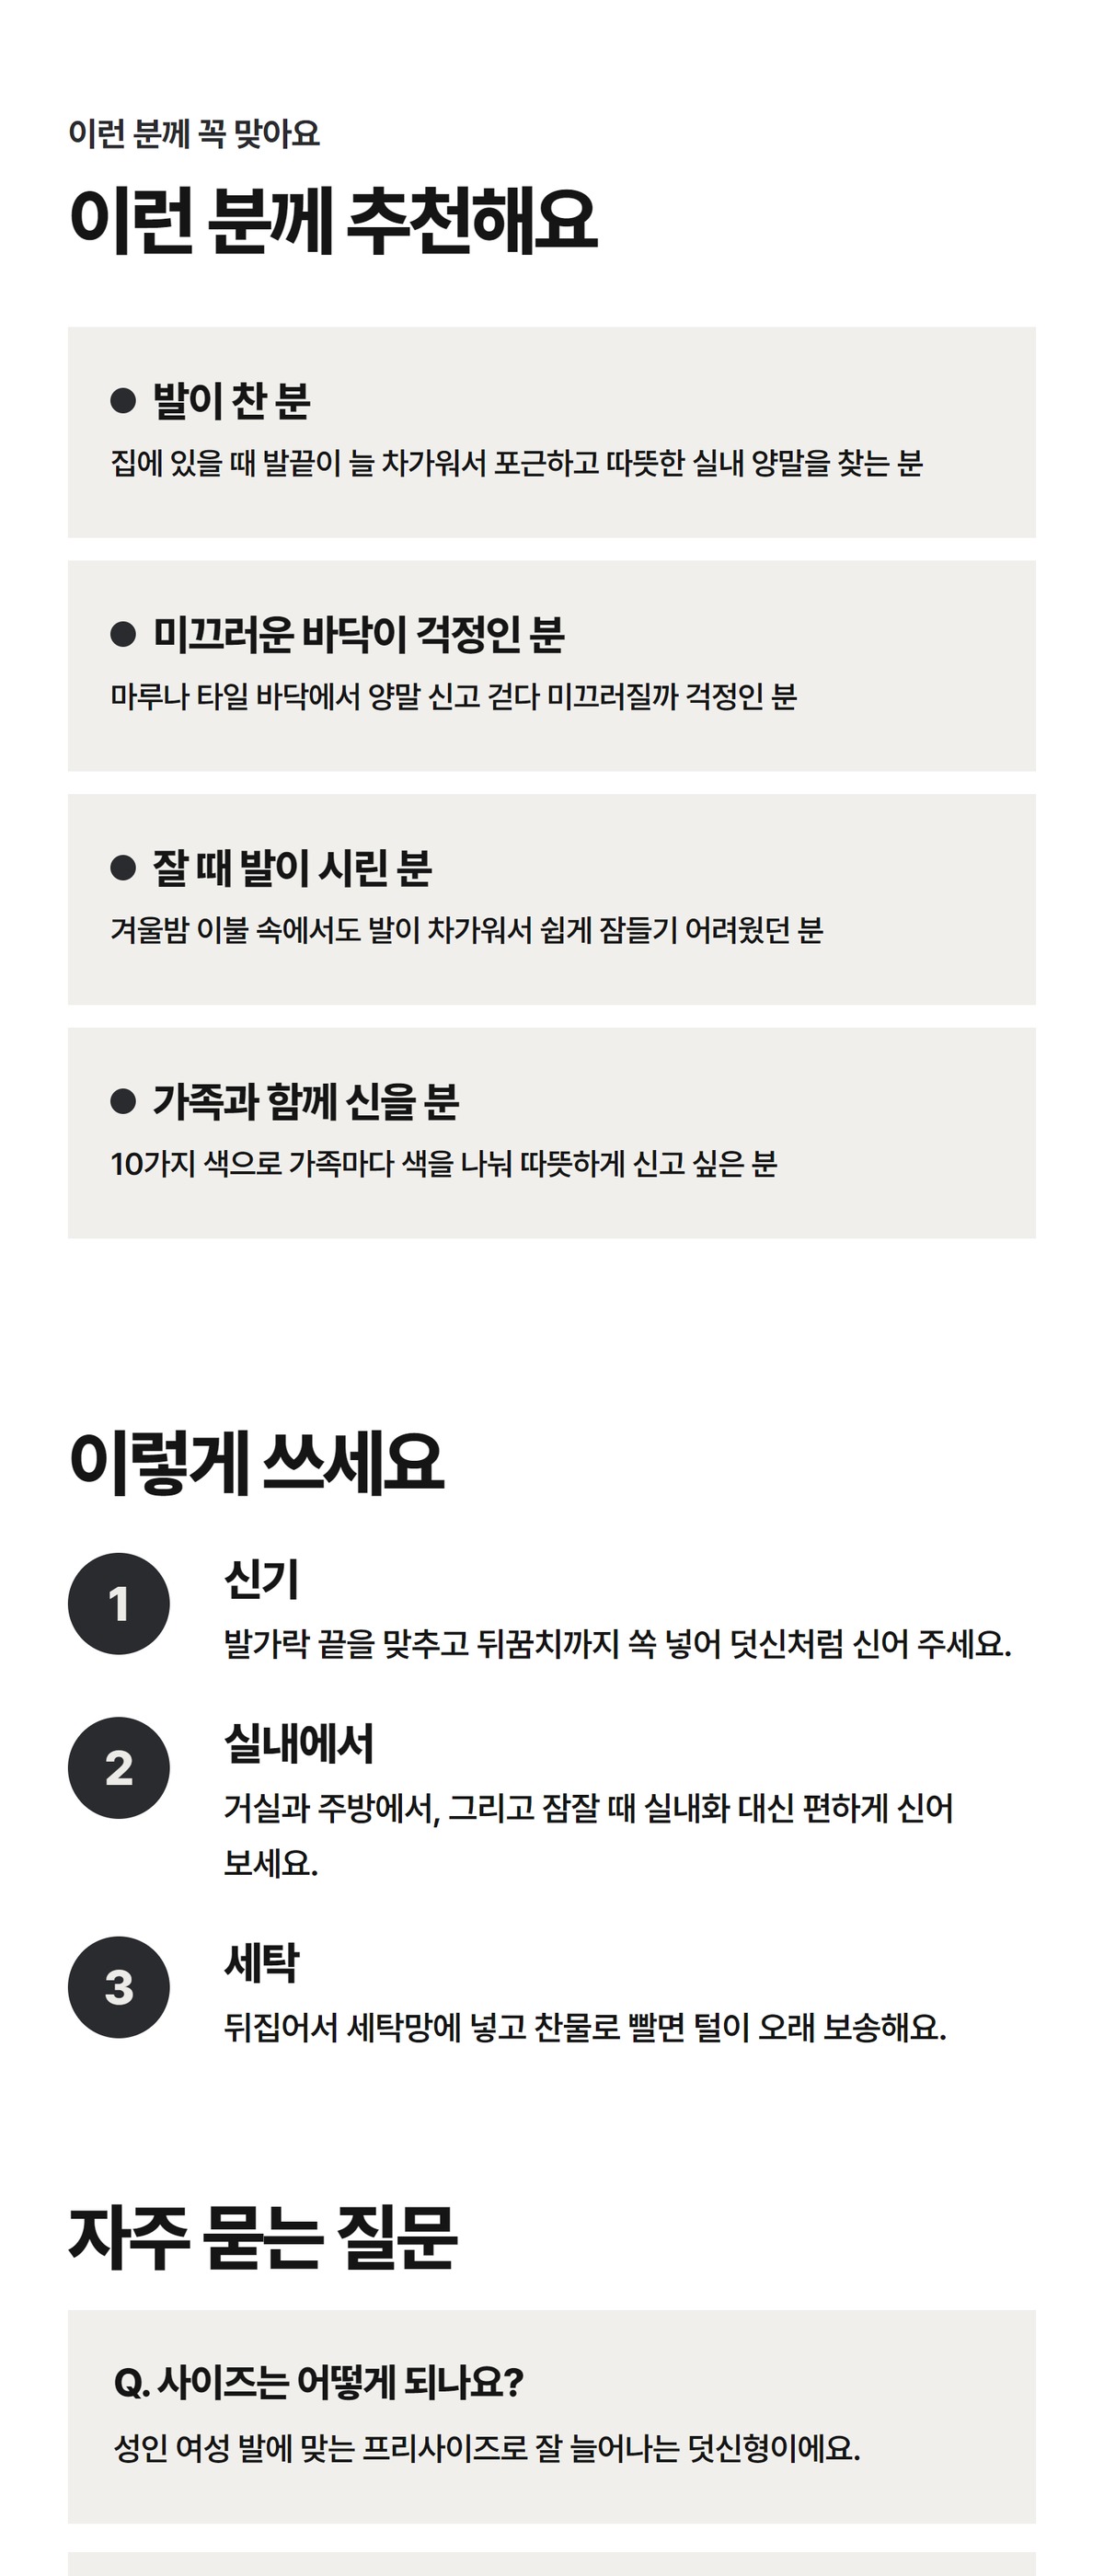 이런 분께 꼭 맞아요
이런 분께 추천해요
● 발이 찬 분
집에 있을 때 발끝이 늘 차가워서 포근하고 따뜻한 실내 양말을 찾는 분
● 미끄러운 바닥이 걱정인 분
마루나 타일 바닥에서 양말 신고 걷다 미끄러질까 걱정인 분
● 잘 때 발이 시린 분
겨울밤 이불 속에서도 발이 차가워서 쉽게 잠들기 어려웠던 분
● 가족과 함께 신을 분
10가지 색으로 가족마다 색을 나눠 따뜻하게 신고 싶은 분
이렇게 쓰세요
1
신기
발가락 끝을 맞추고 뒤꿈치까지 쏙 넣어 덧신처럼 신어 주세요.
2
실내에서
거실과 주방에서, 그리고 잠잘 때 실내화 대신 편하게 신어
보세요.
3
세탁
뒤집어서 세탁망에 넣고 찬물로 빨면 털이 오래 보송해요.
자주 묻는 질문
Q. 사이즈는 어떻게 되나요?
성인 여성 발에 맞는 프리사이즈로 잘 늘어나는 덧신형이에요.